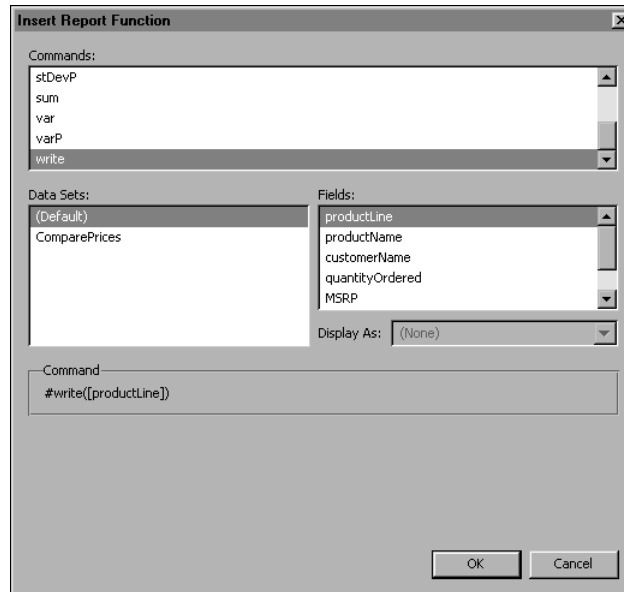 Insert Report Function
Commands:
stDevP
sum
var
varP
write
Data Sets:
(Default)
ComparePrices
Fields:
productLine
productName
customerName
quantityOrdered
MSRP
Display As: (None)
Command
#write([productLine])
OK Cancel